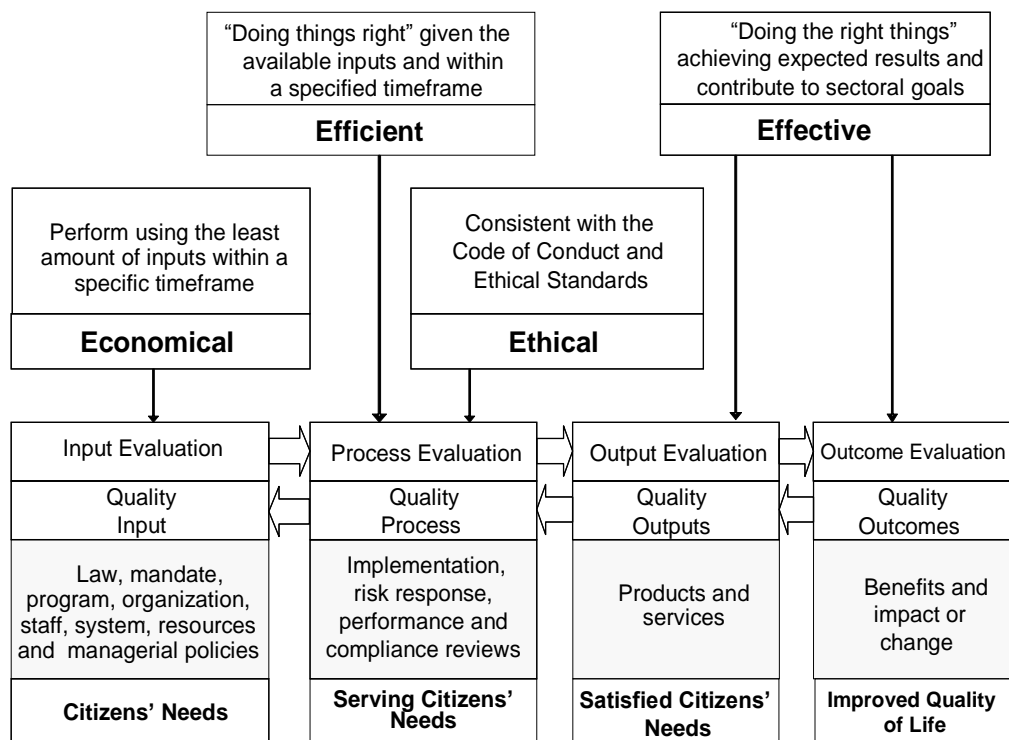 “Doing things right” given the
available inputs and within
a specified timeframe
Efficient
“Doing the right things”
achieving expected results and
contribute to sectoral goals
Effective
Perform using the least
amount of inputs within a
specific timeframe
Economical
Consistent with the
Code of Conduct and
Ethical Standards
Ethical
Input Evaluation
Process Evaluation
Output Evaluation
Outcome Evaluation
Quality
Input
Quality
Process
Quality
Outputs
Quality
Outcomes
Law, mandate,
program, organization,
staff, system, resources
and managerial policies
Implementation,
risk response,
performance and
compliance reviews
Products and
services
Benefits and
impact or
change
Citizens’ Needs
Serving Citizens’
Needs
Satisfied Citizens’
Needs
Improved Quality
of Life